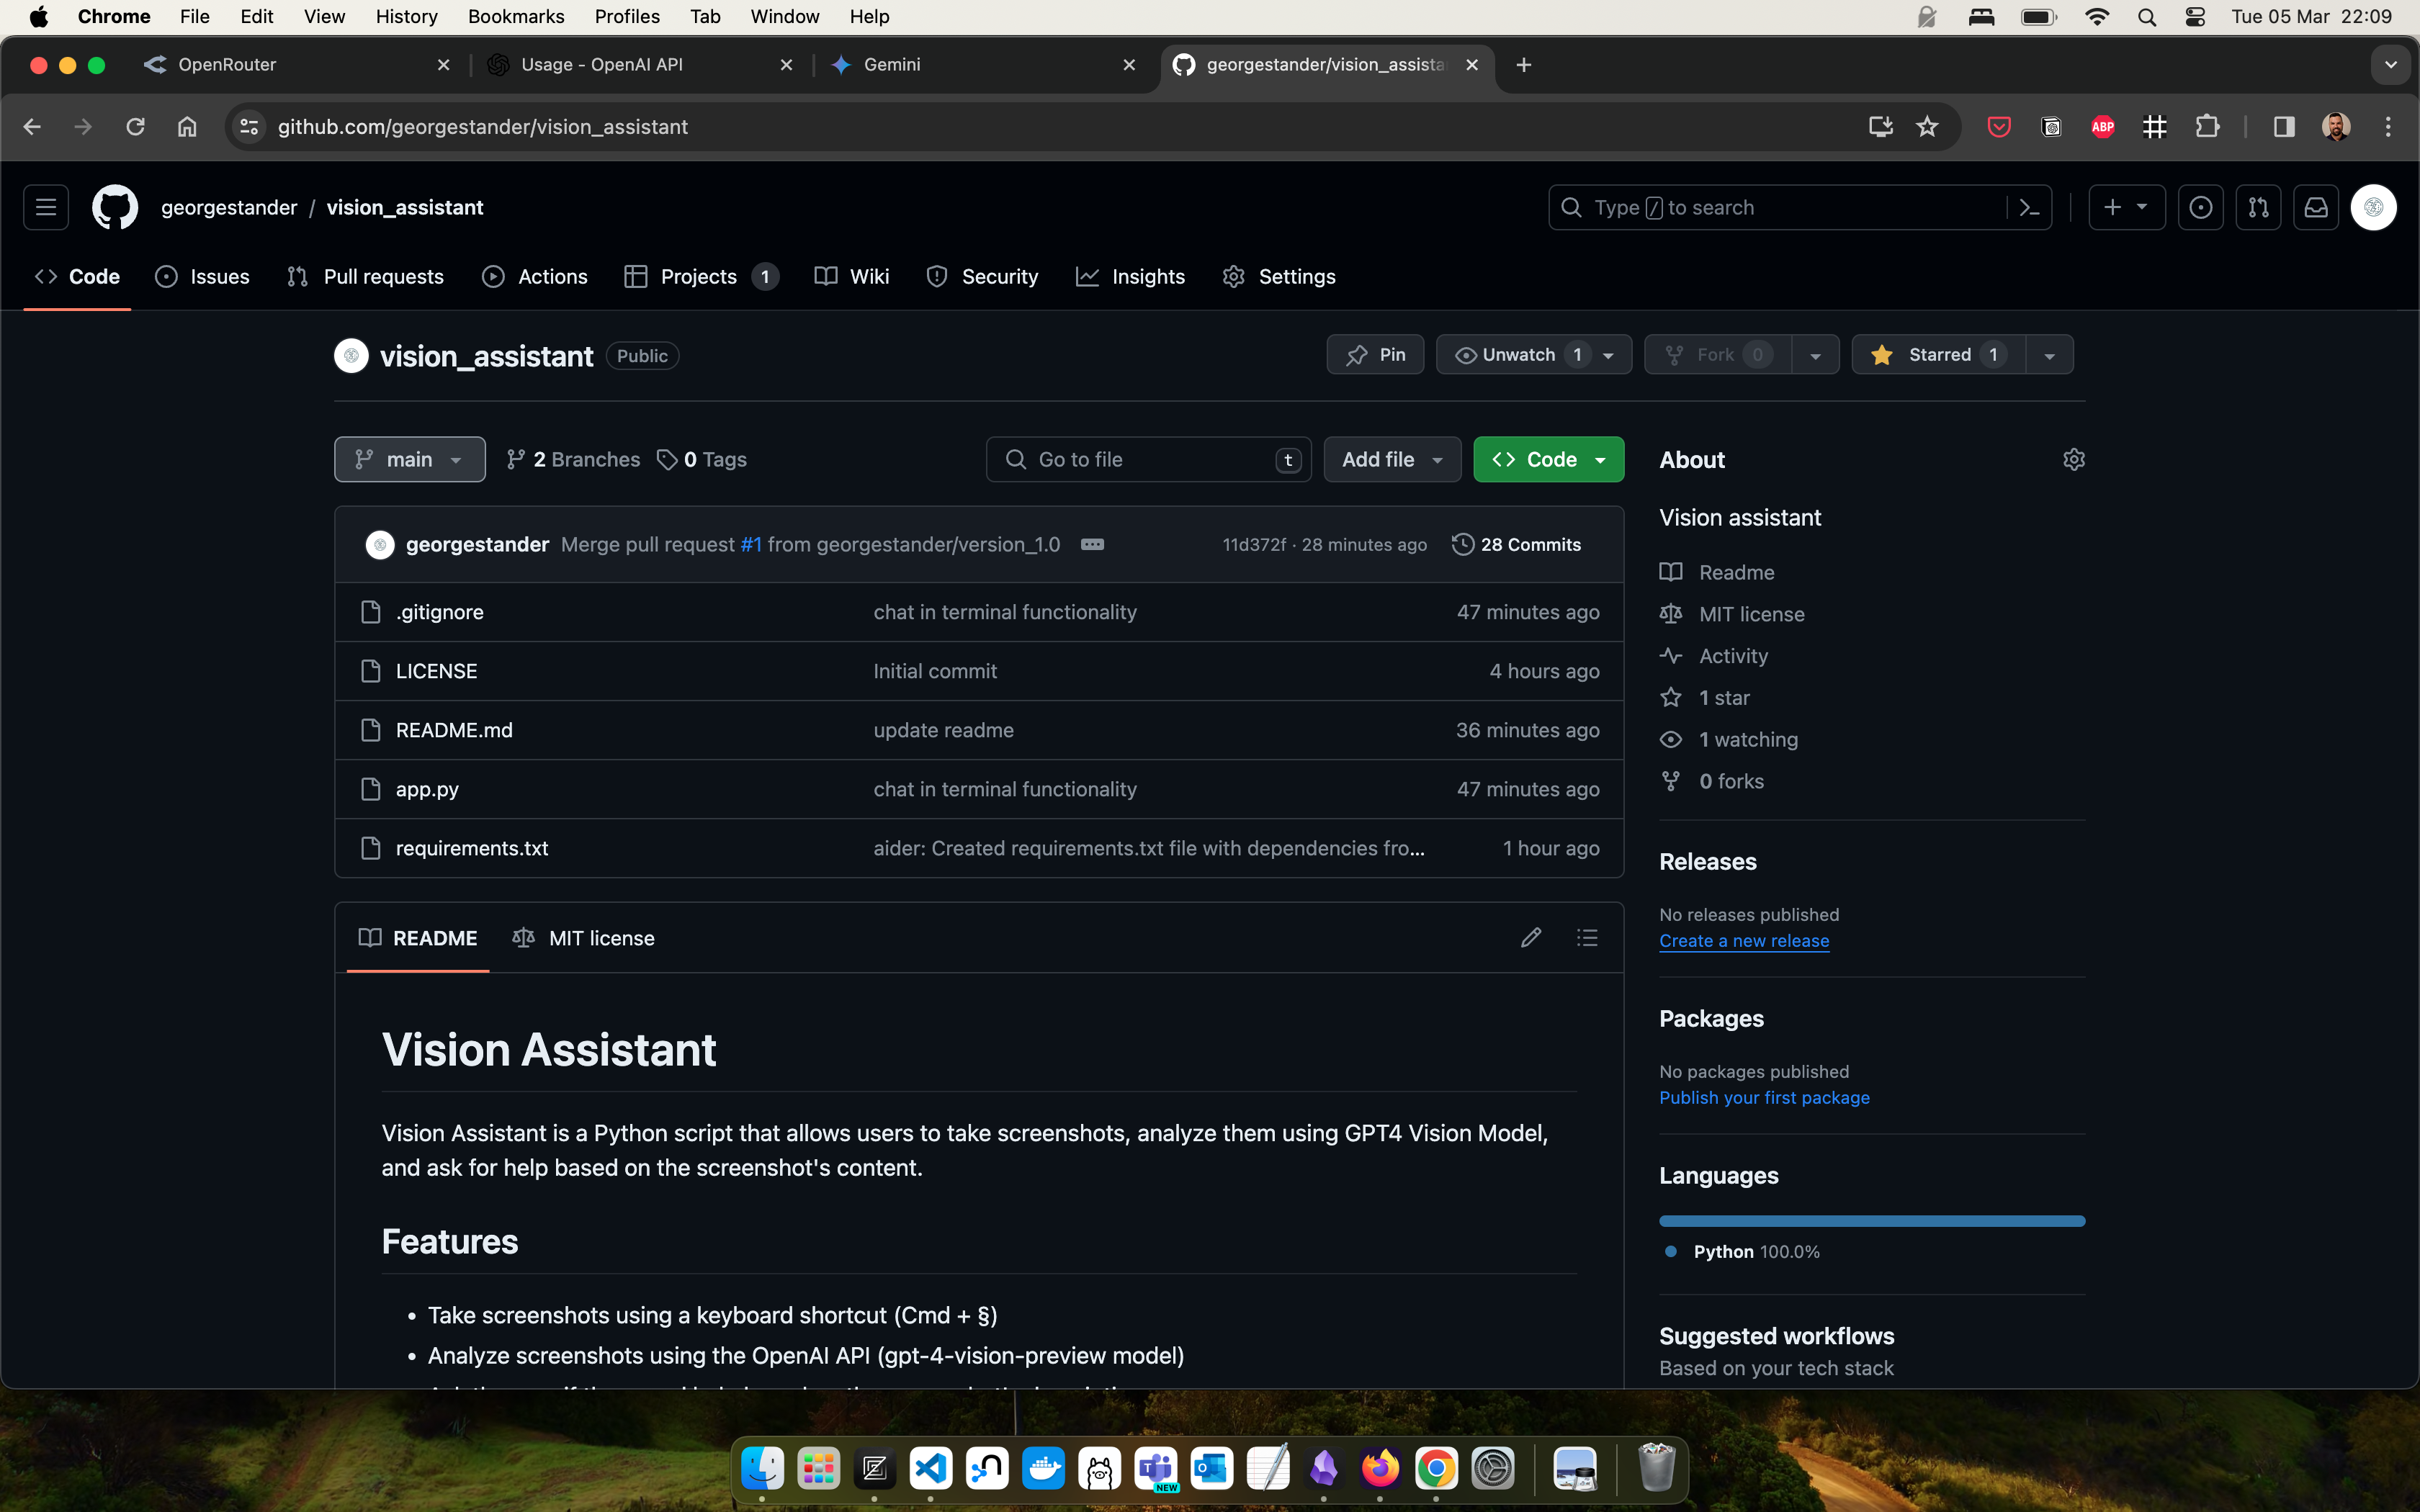 Chrome File Edit View History Bookmarks Profiles Tab Window Help Tue 05 Mar 22:09
OpenRouter Usage - OpenAI API Gemini georgestander/vision_assista
github.com/georgestander/vision_assistant ABP
georgestander / vision_assistant Type / to search
Code Issues Pull requests Actions Projects 1 Wiki Security Insights Settings
vision_assistant Public Pin Unwatch 1 Fork 0 Starred 1
main 2 Branches 0 Tags Go to file t Add file Code
georgestander Merge pull request #1 from georgestander/version_1.0 11d372f · 28 minutes ago 28 Commits
.gitignore chat in terminal functionality 47 minutes ago
LICENSE Initial commit 4 hours ago
README.md update readme 36 minutes ago
app.py chat in terminal functionality 47 minutes ago
requirements.txt aider: Created requirements.txt file with dependencies fro... 1 hour ago
README MIT license
Vision Assistant
Vision Assistant is a Python script that allows users to take screenshots, analyze them using GPT4 Vision Model,
and ask for help based on the screenshot's content.
Features
• Take screenshots using a keyboard shortcut (Cmd + §)
• Analyze screenshots using the OpenAI API (gpt-4-vision-preview model)
About
Vision assistant
Readme
MIT license
Activity
1 star
1 watching
0 forks
Releases
No releases published
Create a new release
Packages
No packages published
Publish your first package
Languages
Python 100.0%
Suggested workflows
Based on your tech stack
NEW